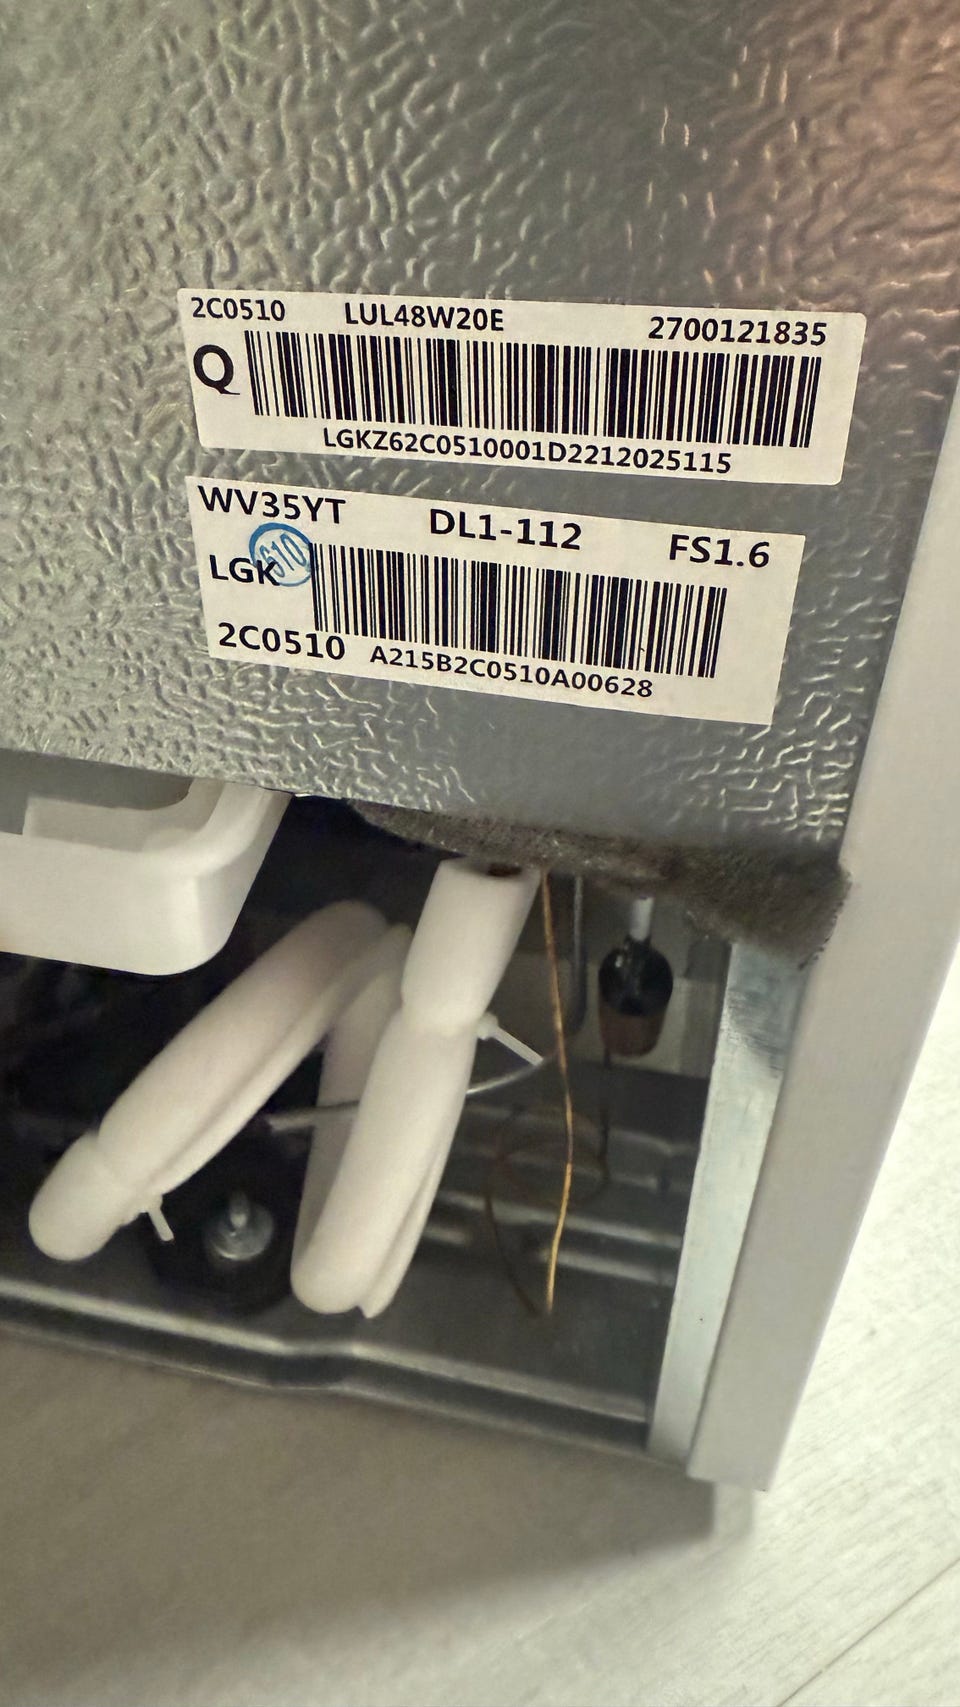 2C0510 LUL48W20E 2700121835
Q
LGKZ62C0510001D2212025115
WV35YT DL1-112 FS1.6
LGK 610
2C0510 A215B2C0510A00628